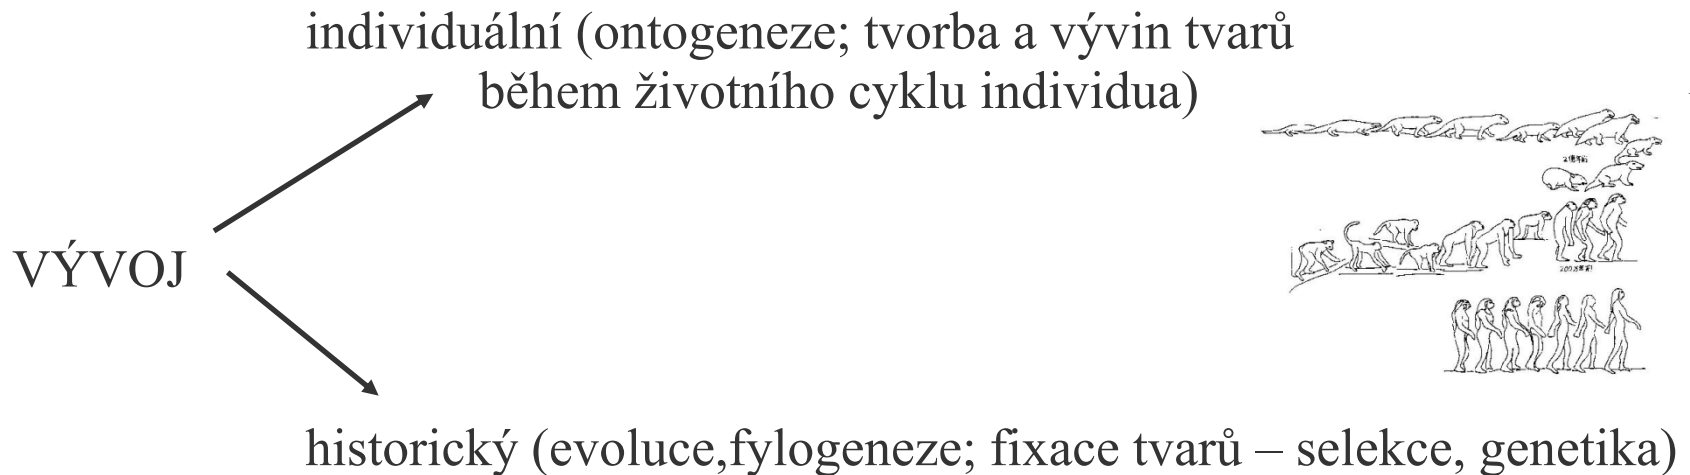 individuální (ontogeneze; tvorba a vývin tvarů
během životního cyklu individua)
VÝVOJ
historický (evoluce,fylogeneze; fixace tvarů – selekce, genetika)